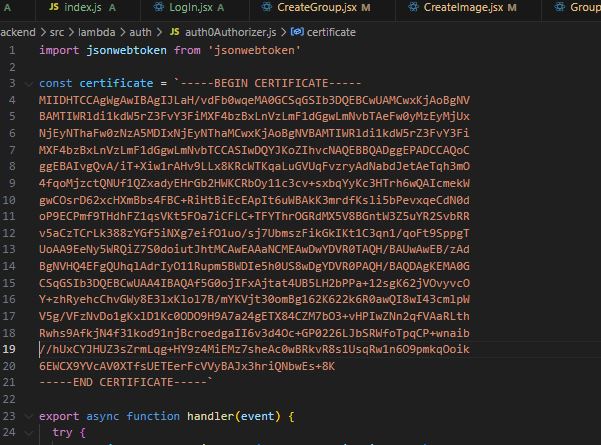 A
index.js A
LogIn.jsx A
CreateGroup.jsx M
CreateImage.jsx M
Group
ackend > src > lambda > auth > JS auth0Authorizer.js > certificate
1 import jsonwebtoken from 'jsonwebtoken'
2
3 const certificate = `-----BEGIN CERTIFICATE-----
4 MIIDHTCCAgWgAwIBAgIJLaH/vdFb0wqeMA0GCSqGSIb3DQEBCwUAMCwxKjAoBgNV
5 BAMTIWRldi1kdW5rZ3FvY3FiMXF4bzBxLnVzLmF1dGgwLmNvbTAeFw0yMzEyMjUx
6 NjEyNThaFw0zNzA5MDIxNjEyNThaMCwxKjAoBgNVBAMTIWRldi1kdW5rZ3FvY3Fi
7 MXF4bzBxLnVzLmF1dGgwLmNvbTCCASIwDQYJKoZIhvcNAQEBBQADggEPADCCAQoC
8 ggEBAIvgQvA/iT+Xiw1rAHv9LLx8KRcWTKqaLuGVUqFvzryAdNabdJetAeTqh3mO
9 4fqoMjzctQNUf1QZxadyEHrGb2HWKCRbOy11c3cv+sxbqYyKc3HTrh6wQAIcmekW
10 gwCOsrD62xcHXmBbs4FBC+RiHtBiEcEApIt6uWBAkK3mrdfKsli5bPevxqeCdN0d
11 oP9ECPmf9THdhFZ1qsVKt5FOa7iCFLC+TFYThrOGRdMX5V8BGntW3Z5uYR2SvbRR
12 v5aCzTCrLk388zYGf5iNXg7eifO1uo/sj7UbmszFikGkIKt1C3qn1/qoFt9SppgT
13 UoAA9EeNy5WRQiZ7S0doiutJhtMCAwEAAaNCMEAwDwYDVR0TAQH/BAUwAwEB/zAd
14 BgNVHQ4EFgQUhqlAdrIyO11Rupm5BWDIe5h0US8wDgYDVR0PAQH/BAQDAgKEMA0G
15 CSqGSIb3DQEBCwUAA4IBAQAf5G0ojIFxAjtat4UB5LH2bPPa+12sgK62jVOvyvcO
16 Y+zhRyehcChvGWy8E3lxKlol7B/mYKVjt30omBg162K622k6R0awQI8wI43cmlpW
17 V5g/VFzNvDo1gKxlD1Kc0ODO9H9A7a24gETX84CZM7bO3+vHPIwZNn2qfVAaRLth
18 Rwhs9AfkjN4f31kod91njBcroedgaII6v3d4Oc+GP0226LJbSRWfoTpqCP+wnaib
19 //hUxCYJHUZ3sZrmLqg+HY9z4MiEMz7sheAc0wBRkvR8s1UsqRw1n6O9pmkqOoik
20 6EWCX9YVcAV0XTfsUETEerFcVVyBAJx3hriQNbwEs+8K
21 -----END CERTIFICATE-----`
22
23 export async function handler(event) {
24 try {